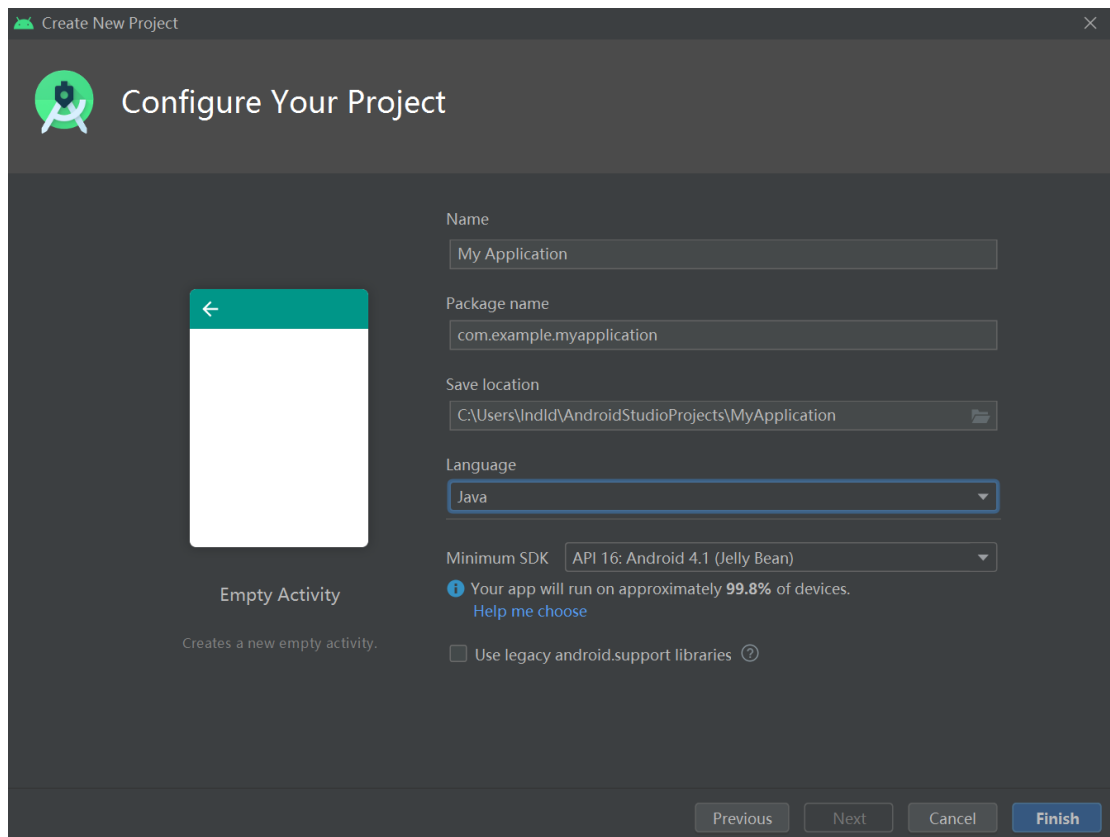 Create New Project
Configure Your Project
Name
My Application
Package name
com.example.myapplication
Save location
C:\Users\lndld\AndroidStudioProjects\MyApplication
Language
Java
Minimum SDK API 16: Android 4.1 (Jelly Bean)
Your app will run on approximately 99.8% of devices.
Help me choose
Use legacy android.support libraries
Empty Activity
Creates a new empty activity.
Previous Next Cancel Finish